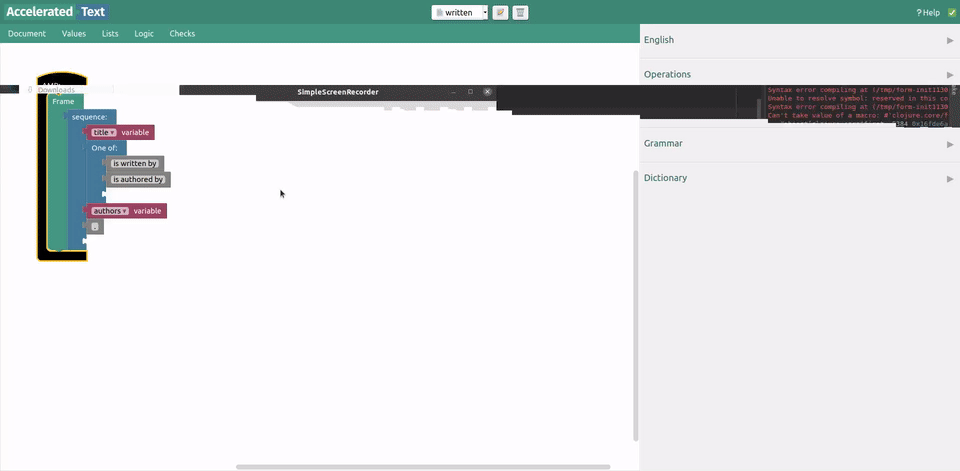 Accelerated Text
written
? Help
Document Values Lists Logic Checks
English
Operations
Downloads
SimpleScreenRecorder
Syntax error compiling at (/tmp/form-init1130
Unable to resolve symbol: reserved in this co
Syntax error compiling at (/tmp/form-init1130
Can't take value of a macro: #'clojure.core/f
Frame
sequence:
title variable
One of:
is written by
is authored by
authors variable
.
Grammar
Dictionary